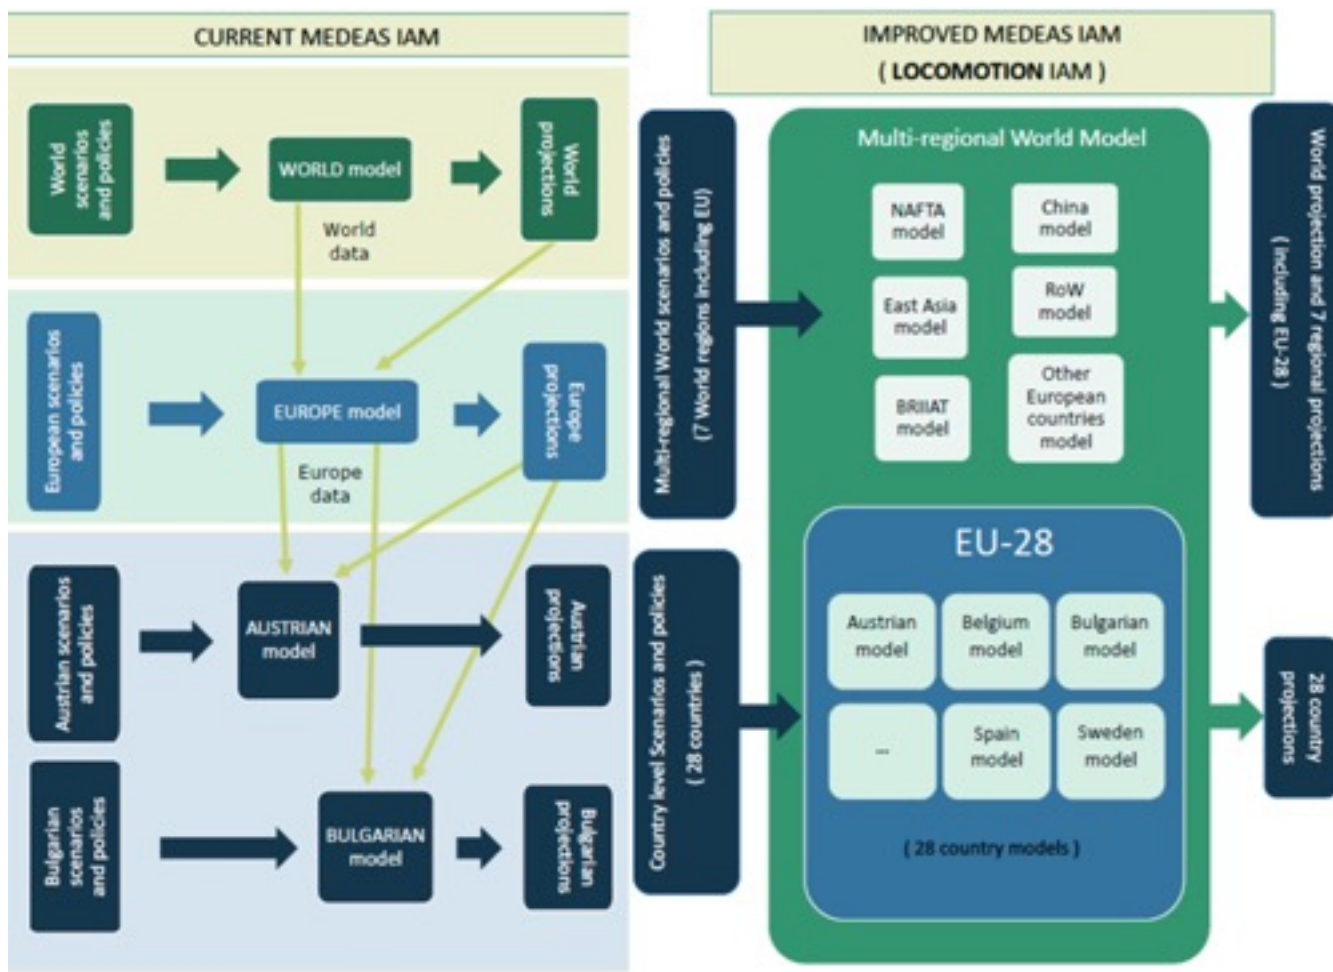 CURRENT MEDEAS IAM
World
scenarios
and policies
WORLD model
World
projections
World
data
European scenarios
and policies
EUROPE model
Europe
projections
Europe
data
Austrian scenarios
and policies
AUSTRIAN
model
Austrian
projections
Bulgarian
scenarios
and policies
BULGARIAN
model
Bulgarian
projections
IMPROVED MEDEAS IAM
( LOCOMOTION IAM )
Multi-regional World scenarios and policies
(7 World regions including EU)
Country level Scenarios and policies
( 28 countries )
Multi-regional World Model
NAFTA
model
China
model
East Asia
model
RoW
model
BRIIAT
model
Other
European
countries
model
EU-28
Austrian
model
Belgium
model
Bulgarian
model
...
Spain
model
Sweden
model
( 28 country models )
World projection and 7 regional projections
( including EU-28 )
28 country
projections